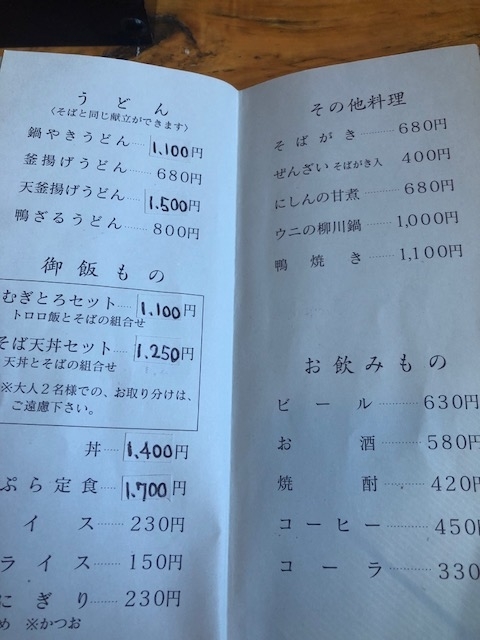 うどん
〈そばと同じ献立ができます〉
鍋やきうどん……1,100円
釜揚げうどん……680円
天釜揚げうどん……1,500円
鴨ざるうどん……800円
御飯もの
むぎとろセット……1,100円
トロロ飯とそばの組合せ
そば天丼セット……1,250円
天丼とそばの組合せ
※大人2名様での、お取り分けは、
ご遠慮下さい。
丼……1,400円
ぷら定食……1,700円
イス……230円
ライス……150円
にぎり……230円
め ※かつお
その他料理
そばがき……680円
ぜんざい そばがき入 400円
にしんの甘煮……680円
ウニの柳川鍋……1,000円
鴨焼き……1,100円
お飲みもの
ビール……630円
お酒……580円
焼酎……420円
コーヒー……450円
コーラ……330